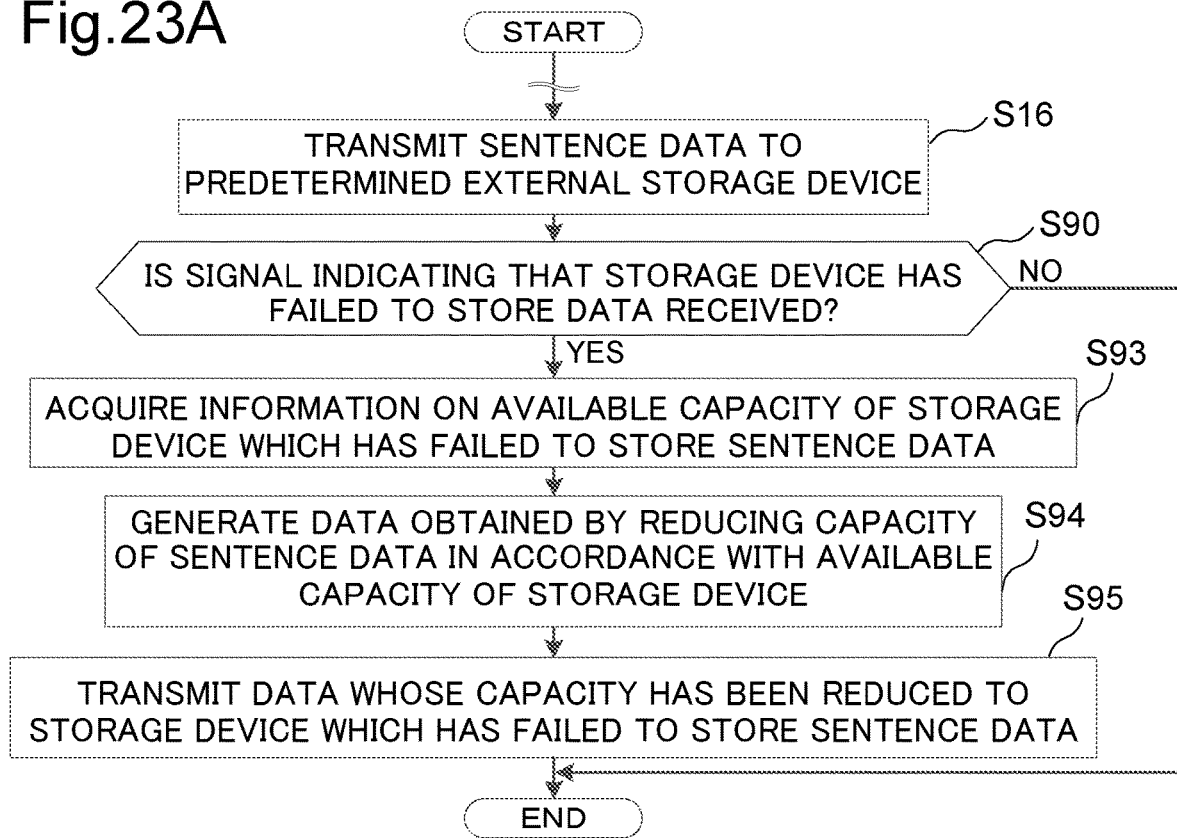 Fig.23A
START
S16
TRANSMIT SENTENCE DATA TO
PREDETERMINED EXTERNAL STORAGE DEVICE
S90
IS SIGNAL INDICATING THAT STORAGE DEVICE HAS
FAILED TO STORE DATA RECEIVED?
NO
YES
S93
ACQUIRE INFORMATION ON AVAILABLE CAPACITY OF STORAGE
DEVICE WHICH HAS FAILED TO STORE SENTENCE DATA
S94
GENERATE DATA OBTAINED BY REDUCING CAPACITY
OF SENTENCE DATA IN ACCORDANCE WITH AVAILABLE
CAPACITY OF STORAGE DEVICE
S95
TRANSMIT DATA WHOSE CAPACITY HAS BEEN REDUCED TO
STORAGE DEVICE WHICH HAS FAILED TO STORE SENTENCE DATA
END